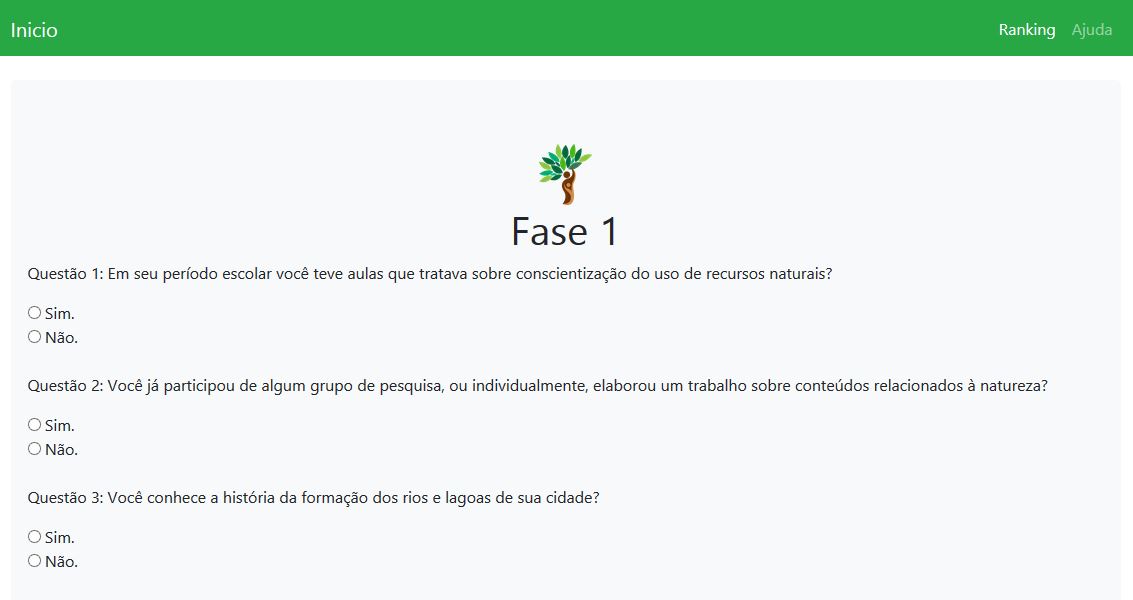 Inicio
Ranking
Ajuda
Fase 1
Questão 1: Em seu período escolar você teve aulas que tratava sobre conscientização do uso de recursos naturais?
Sim.
Não.
Questão 2: Você já participou de algum grupo de pesquisa, ou individualmente, elaborou um trabalho sobre conteúdos relacionados à natureza?
Sim.
Não.
Questão 3: Você conhece a história da formação dos rios e lagoas de sua cidade?
Sim.
Não.